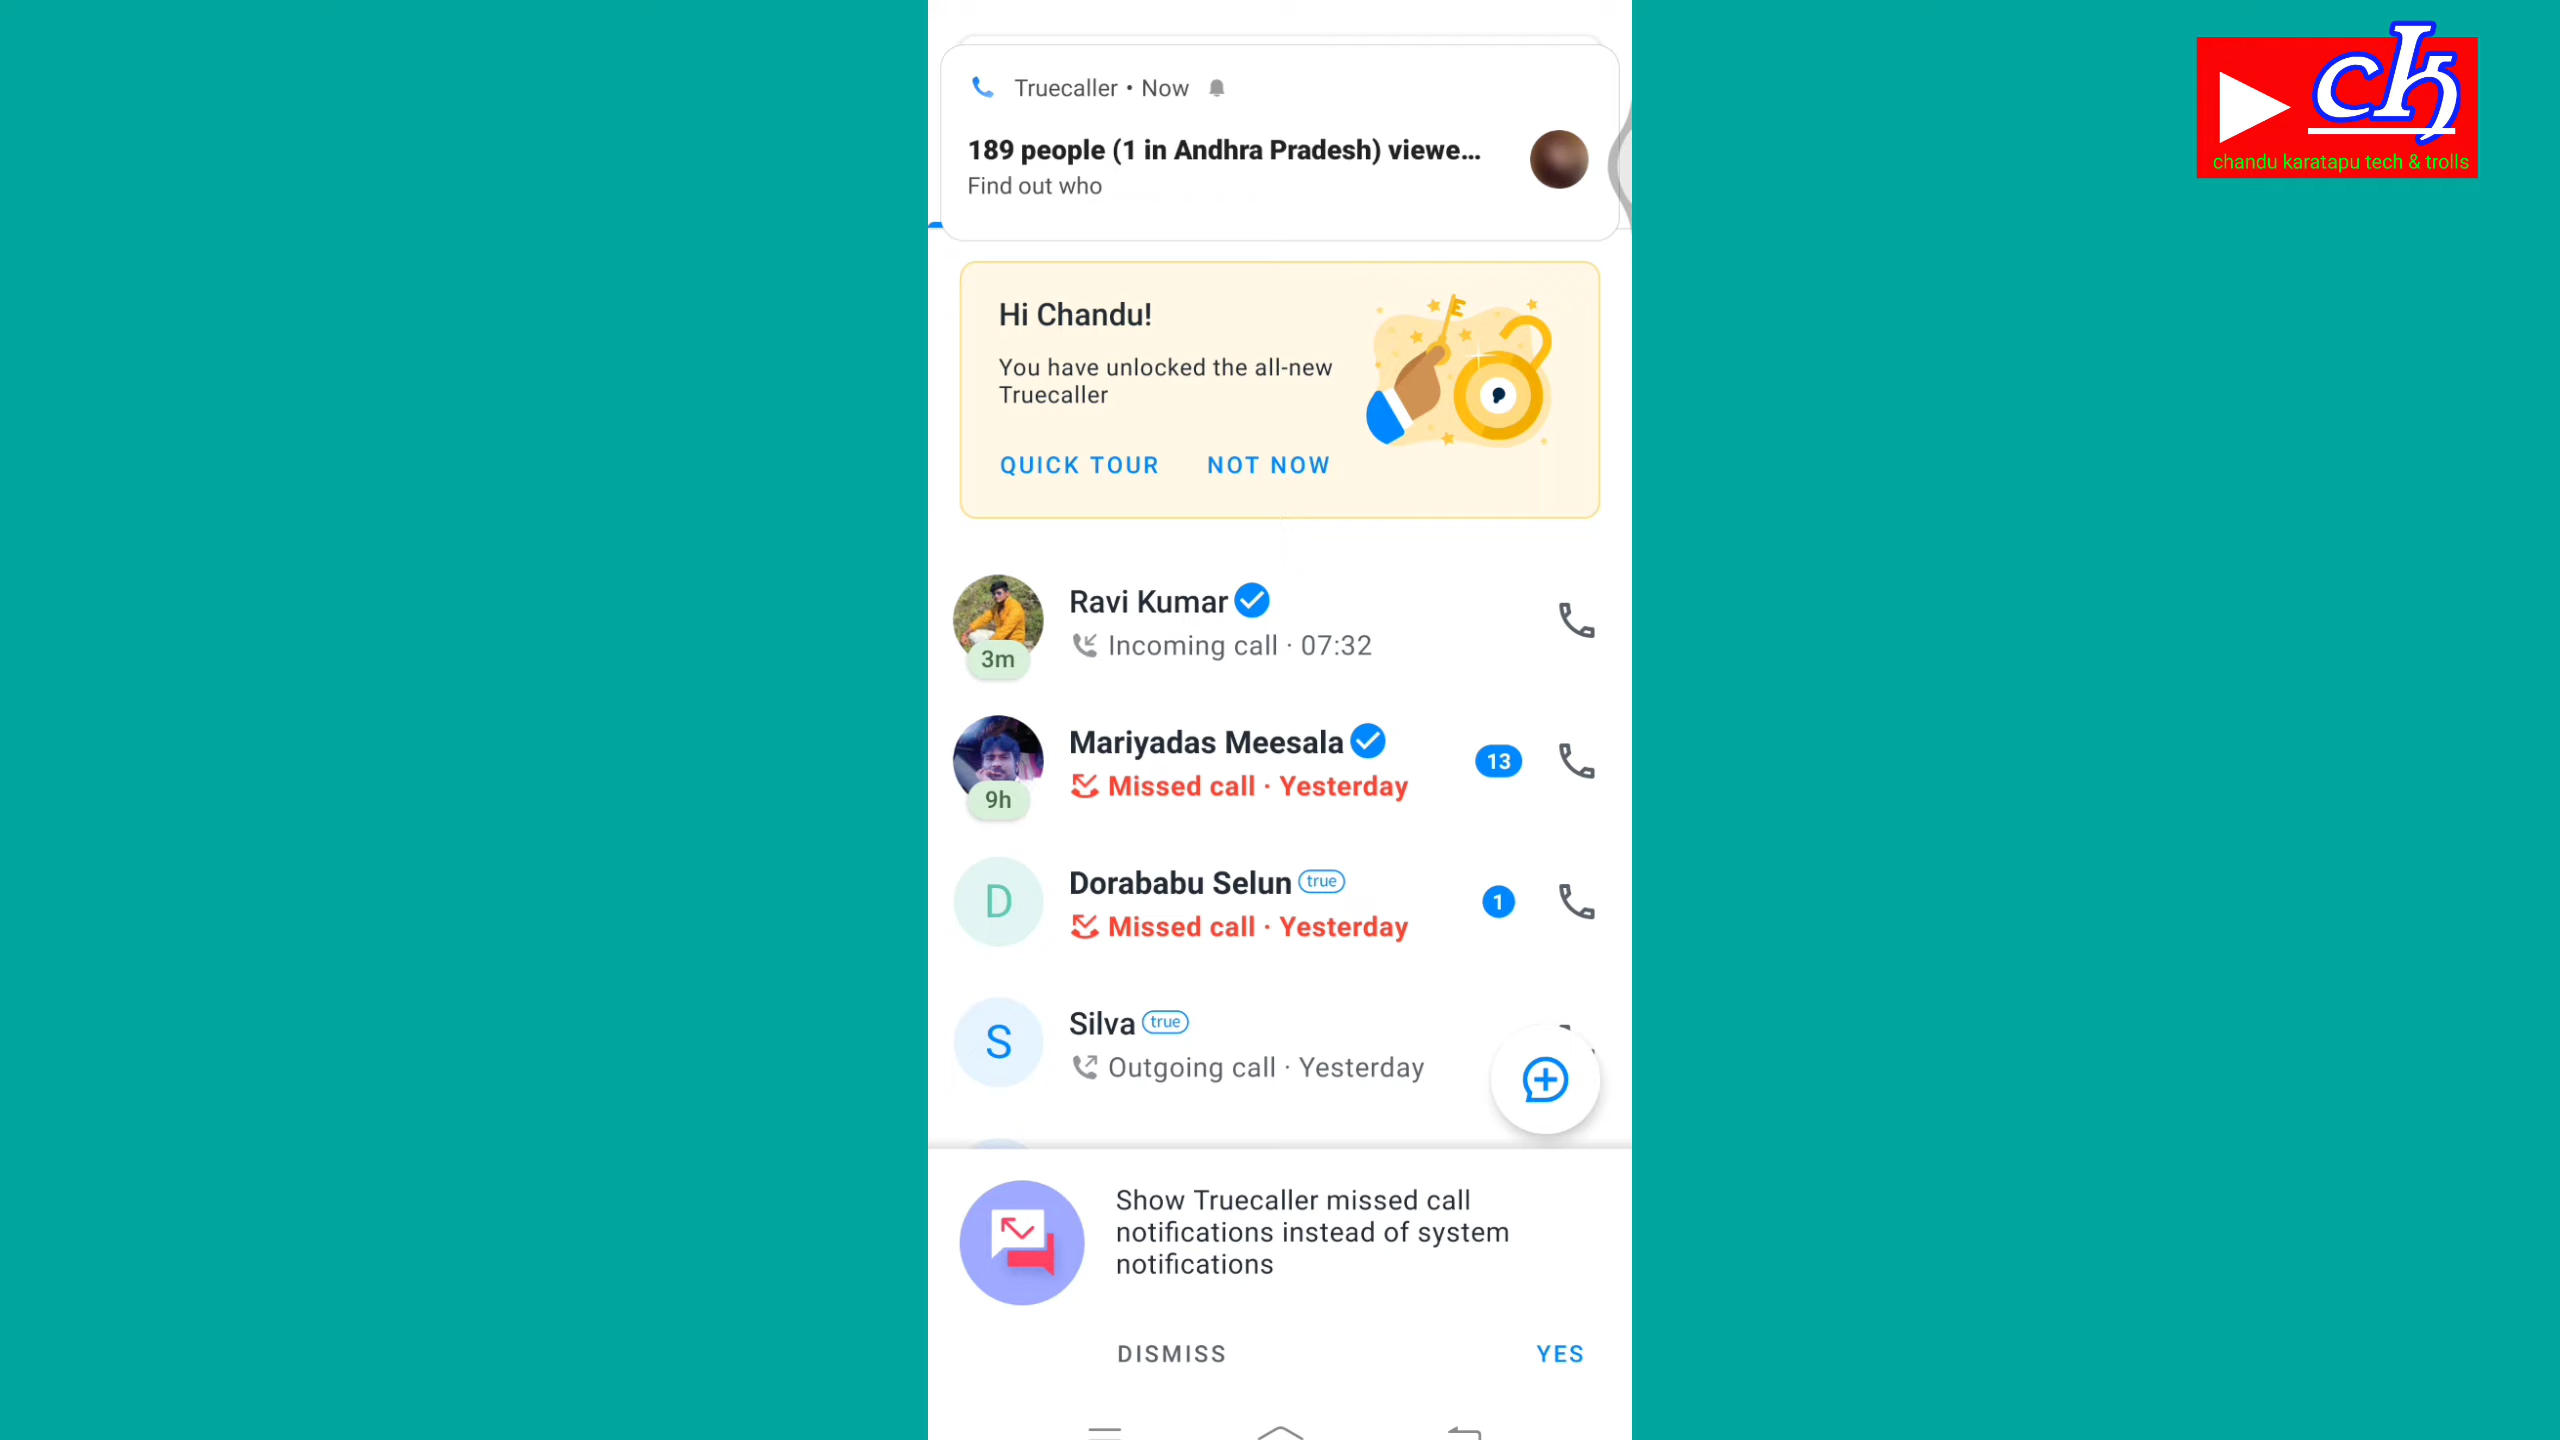 Truecaller • Now
189 people (1 in Andhra Pradesh) viewe...
Find out who
Hi Chandu!
You have unlocked the all-new
Truecaller
QUICK TOUR NOT NOW
Ravi Kumar
Incoming call · 07:32
3m
Mariyadas Meesala
Missed call · Yesterday
13
9h
D
Dorababu Selun true
Missed call · Yesterday
1
S
Silva true
Outgoing call · Yesterday
Show Truecaller missed call
notifications instead of system
notifications
DISMISS YES
ch
chandu karatapu tech & trolls